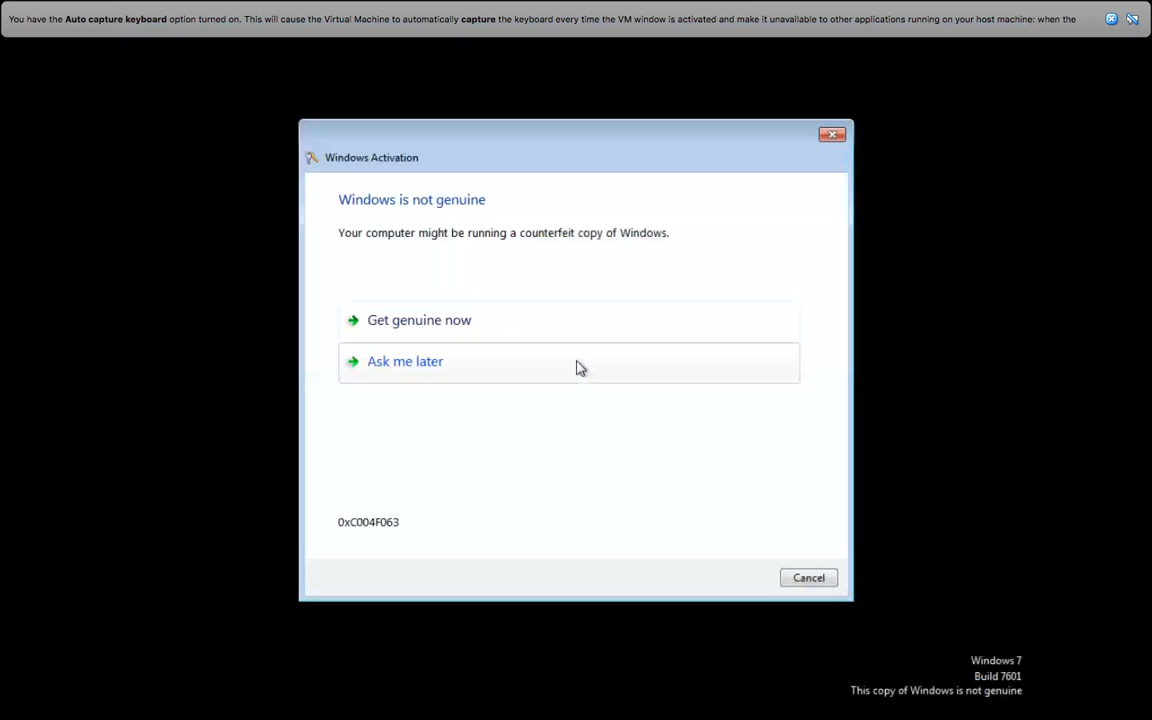 You have the Auto capture keyboard option turned on. This will cause the Virtual Machine to automatically capture the keyboard every time the VM window is activated and make it unavailable to other applications running on your host machine: when the
Windows Activation
Windows is not genuine
Your computer might be running a counterfeit copy of Windows.
Get genuine now
Ask me later
0xC004F063
Cancel
Windows 7
Build 7601
This copy of Windows is not genuine